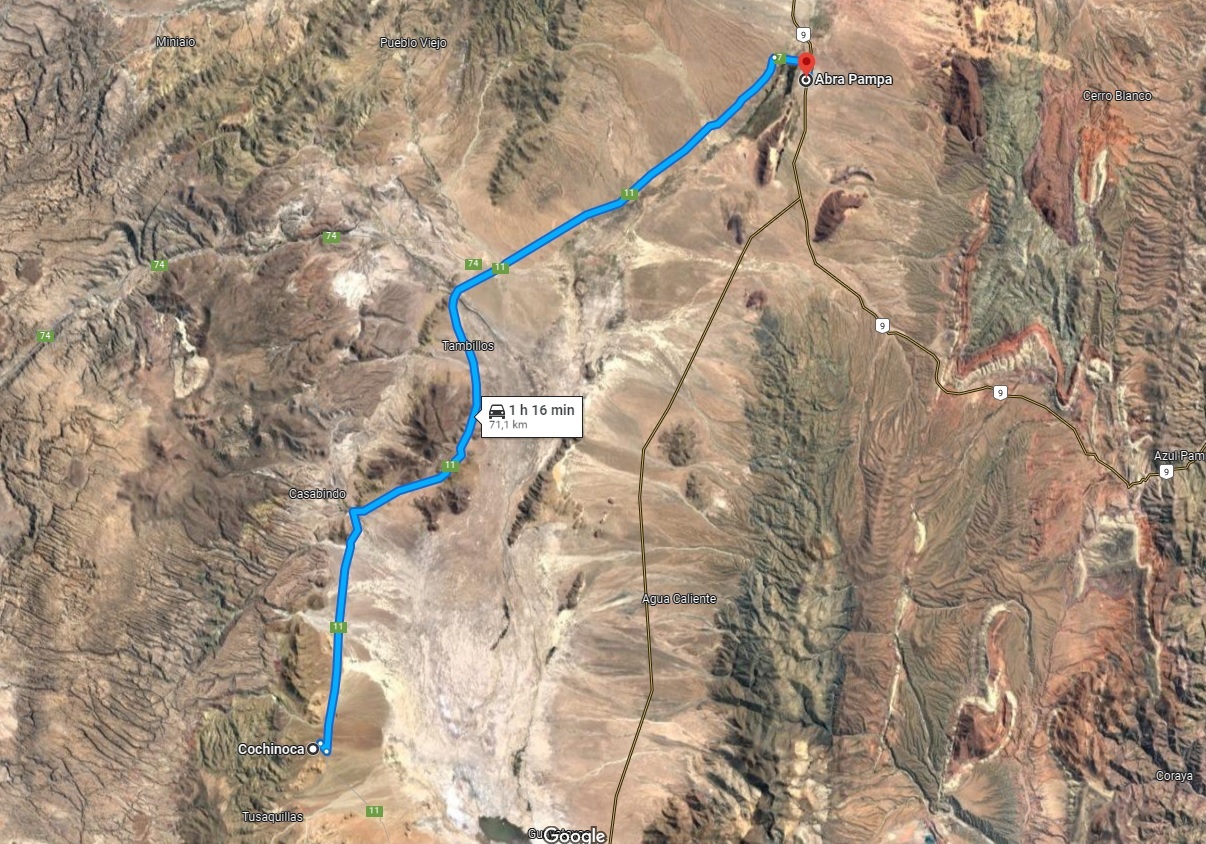 9
Miniaio
Pueblo Viejo
7
Abra Pampa
Cerro Blanco
11
74
74
74
11
9
74
Tambillos
9
1 h 16 min
71,1 km
Azul Pam
11
9
Casabindo
Agua Caliente
11
Cochinoca
Coraya
11
Tusaquillas
Google